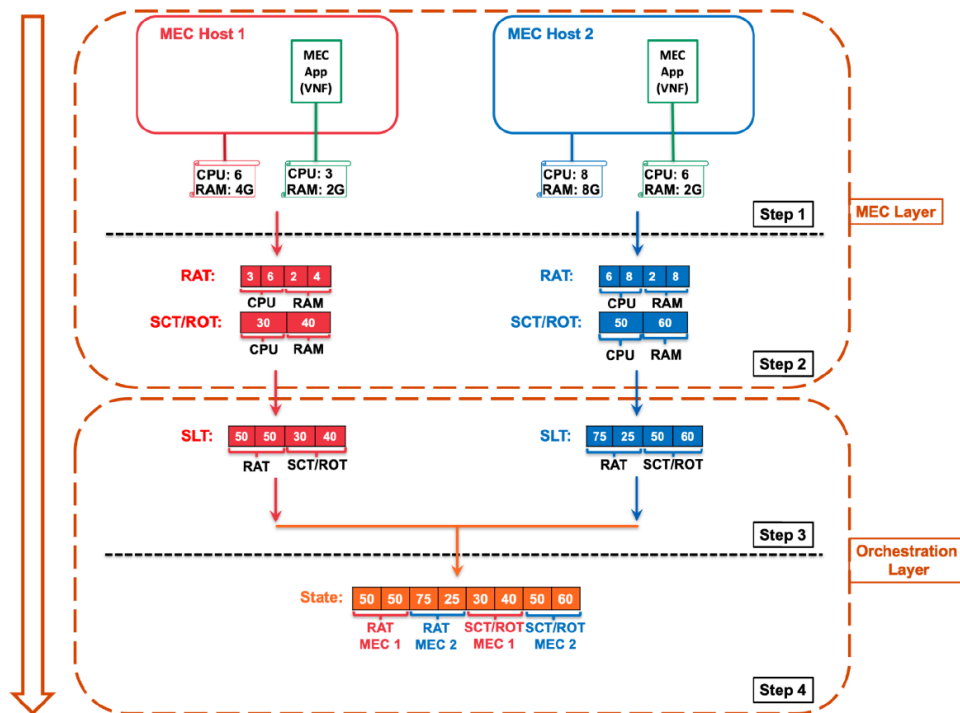 MEC Host 1
MEC
App
(VNF)
MEC Host 2
MEC
App
(VNF)
CPU: 6
RAM: 4G
CPU: 3
RAM: 2G
CPU: 8
RAM: 8G
CPU: 6
RAM: 2G
Step 1
MEC Layer
RAT: 3 6 2 4
CPU RAM
SCT/ROT: 30 40
CPU RAM
RAT: 6 8 2 8
CPU RAM
SCT/ROT: 50 60
CPU RAM
Step 2
SLT: 50 50 30 40
RAT SCT/ROT
SLT: 75 25 50 60
RAT SCT/ROT
Step 3
Orchestration
Layer
State: 50 50 75 25 30 40 50 60
RAT
MEC 1
RAT
MEC 2
SCT/ROT
MEC 1
SCT/ROT
MEC 2
Step 4